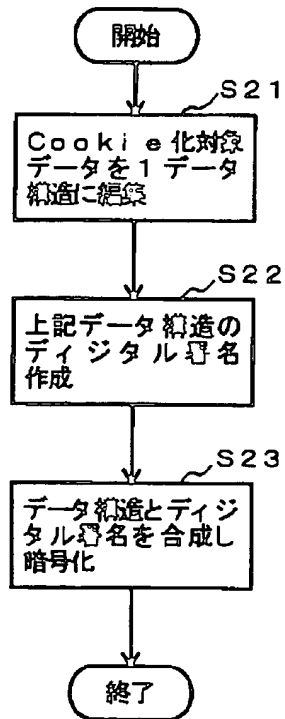 開始
S21
Cookie化対象
データを1データ
構造に編集
S22
上記データ構造の
ディジタル署名
作成
S23
データ構造とディジ
タル署名を合成し
暗号化
終了